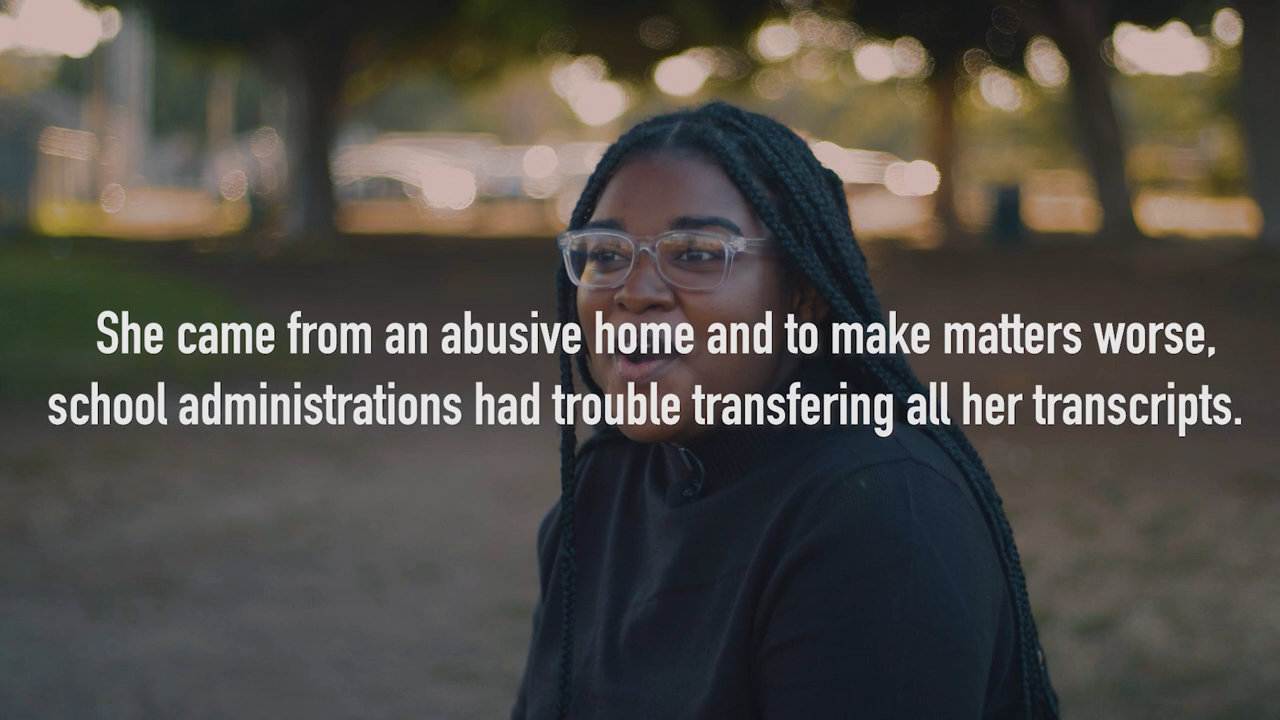 She came from an abusive home and to make matters worse,
school administrations had trouble transfering all her transcripts.